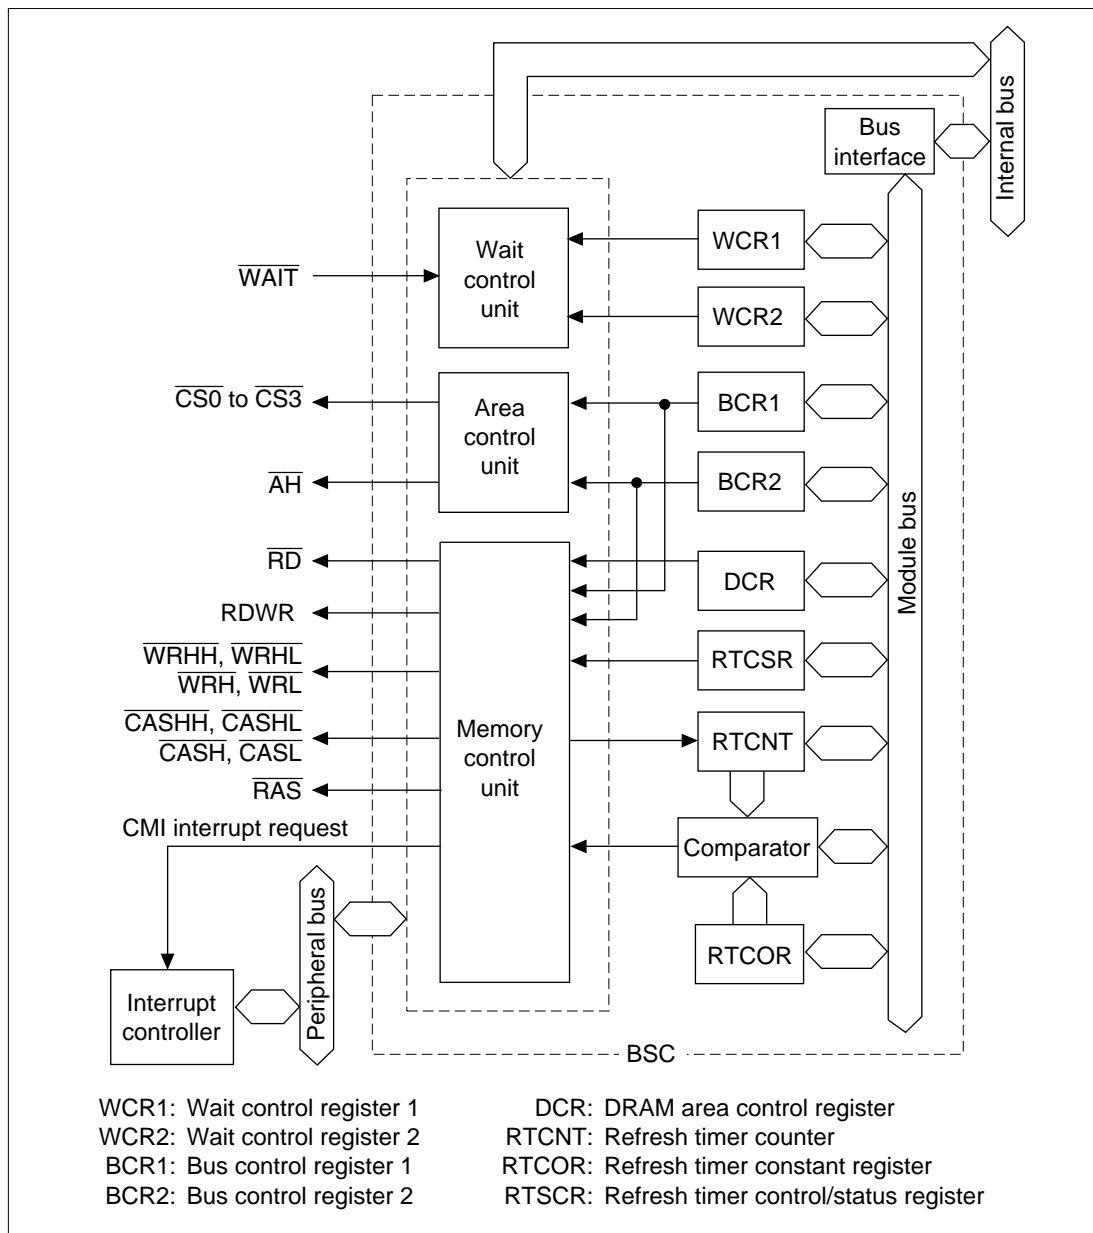 Bus
interface
Internal bus
Wait
control
unit
WCR1
WAIT
WCR2
CS0 to CS3
Area
control
unit
BCR1
AH
BCR2
RD
DCR
Module bus
RDWR
WRHH, WRHL
WRH, WRL
RTCSR
CASHH, CASHL
CASH, CASL
Memory
control
unit
RTCNT
RAS
CMI interrupt request
Comparator
Peripheral bus
RTCOR
Interrupt
controller
BSC
WCR1: Wait control register 1
WCR2: Wait control register 2
BCR1: Bus control register 1
BCR2: Bus control register 2
DCR: DRAM area control register
RTCNT: Refresh timer counter
RTCOR: Refresh timer constant register
RTSCR: Refresh timer control/status register